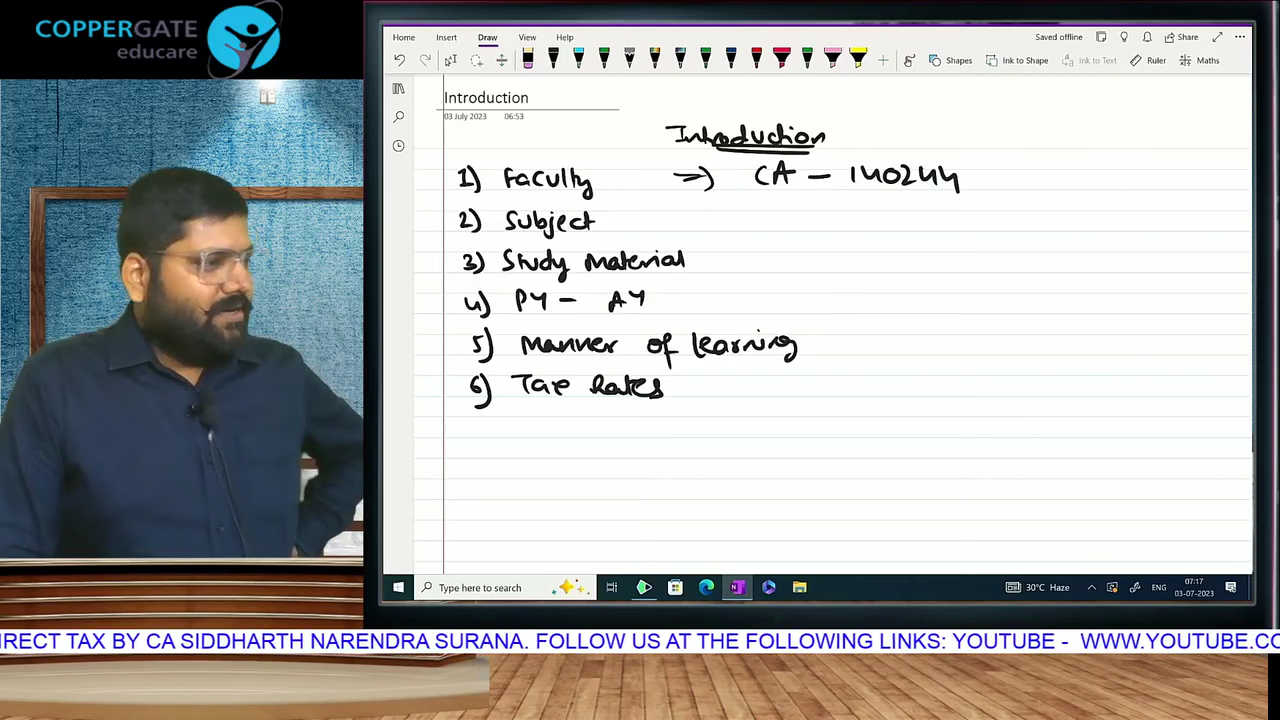 COPPERGATE
educare
Home Insert Draw View Help
Saved offline
Share
Shapes
Ink to Shape
Ink to Text
Ruler
Maths
Introduction
03 July 2023 06:53
Introduction
1) Faculty => CA - 140244
2) Subject
3) Study Material
4) PY - AY
5) Manner of learning
6) Tax Rates
Type here to search
30°C Haze
ENG
07:17
03-07-2023
IRECT TAX BY CA SIDDHARTH NARENDRA SURANA. FOLLOW US AT THE FOLLOWING LINKS: YOUTUBE - WWW.YOUTUBE.CO